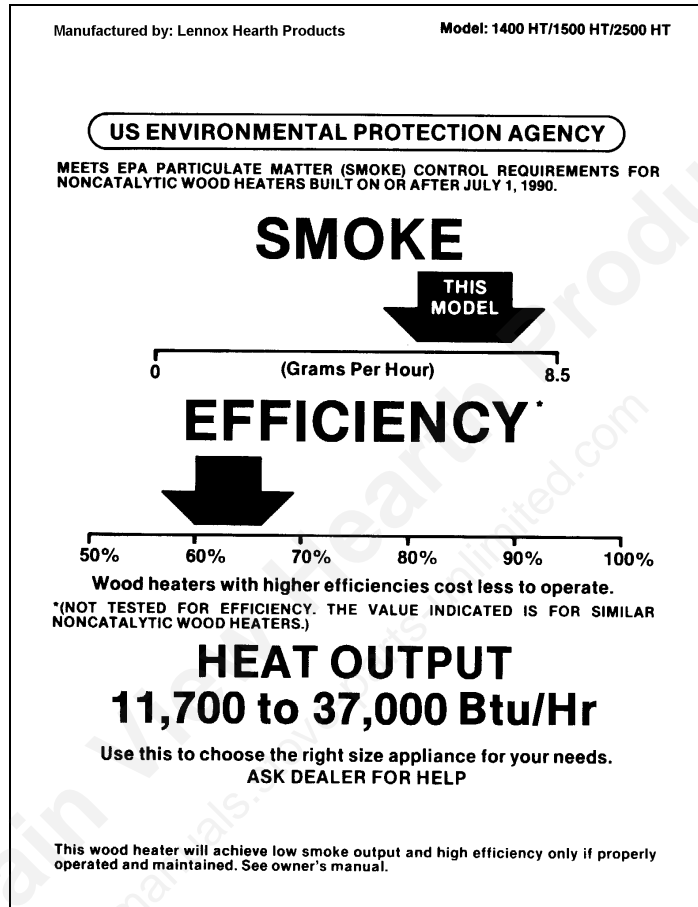 Manufactured by: Lennox Hearth Products
Model: 1400 HT/1500 HT/2500 HT
US ENVIRONMENTAL PROTECTION AGENCY
MEETS EPA PARTICULATE MATTER (SMOKE) CONTROL REQUIREMENTS FOR
NONCATALYTIC WOOD HEATERS BUILT ON OR AFTER JULY 1, 1990.
SMOKE
THIS
MODEL
0 (Grams Per Hour) 8.5
EFFICIENCY*
50% 60% 70% 80% 90% 100%
Wood heaters with higher efficiencies cost less to operate.
*(NOT TESTED FOR EFFICIENCY. THE VALUE INDICATED IS FOR SIMILAR
NONCATALYTIC WOOD HEATERS.)
HEAT OUTPUT
11,700 to 37,000 Btu/Hr
Use this to choose the right size appliance for your needs.
ASK DEALER FOR HELP
This wood heater will achieve low smoke output and high efficiency only if properly
operated and maintained. See owner's manual.